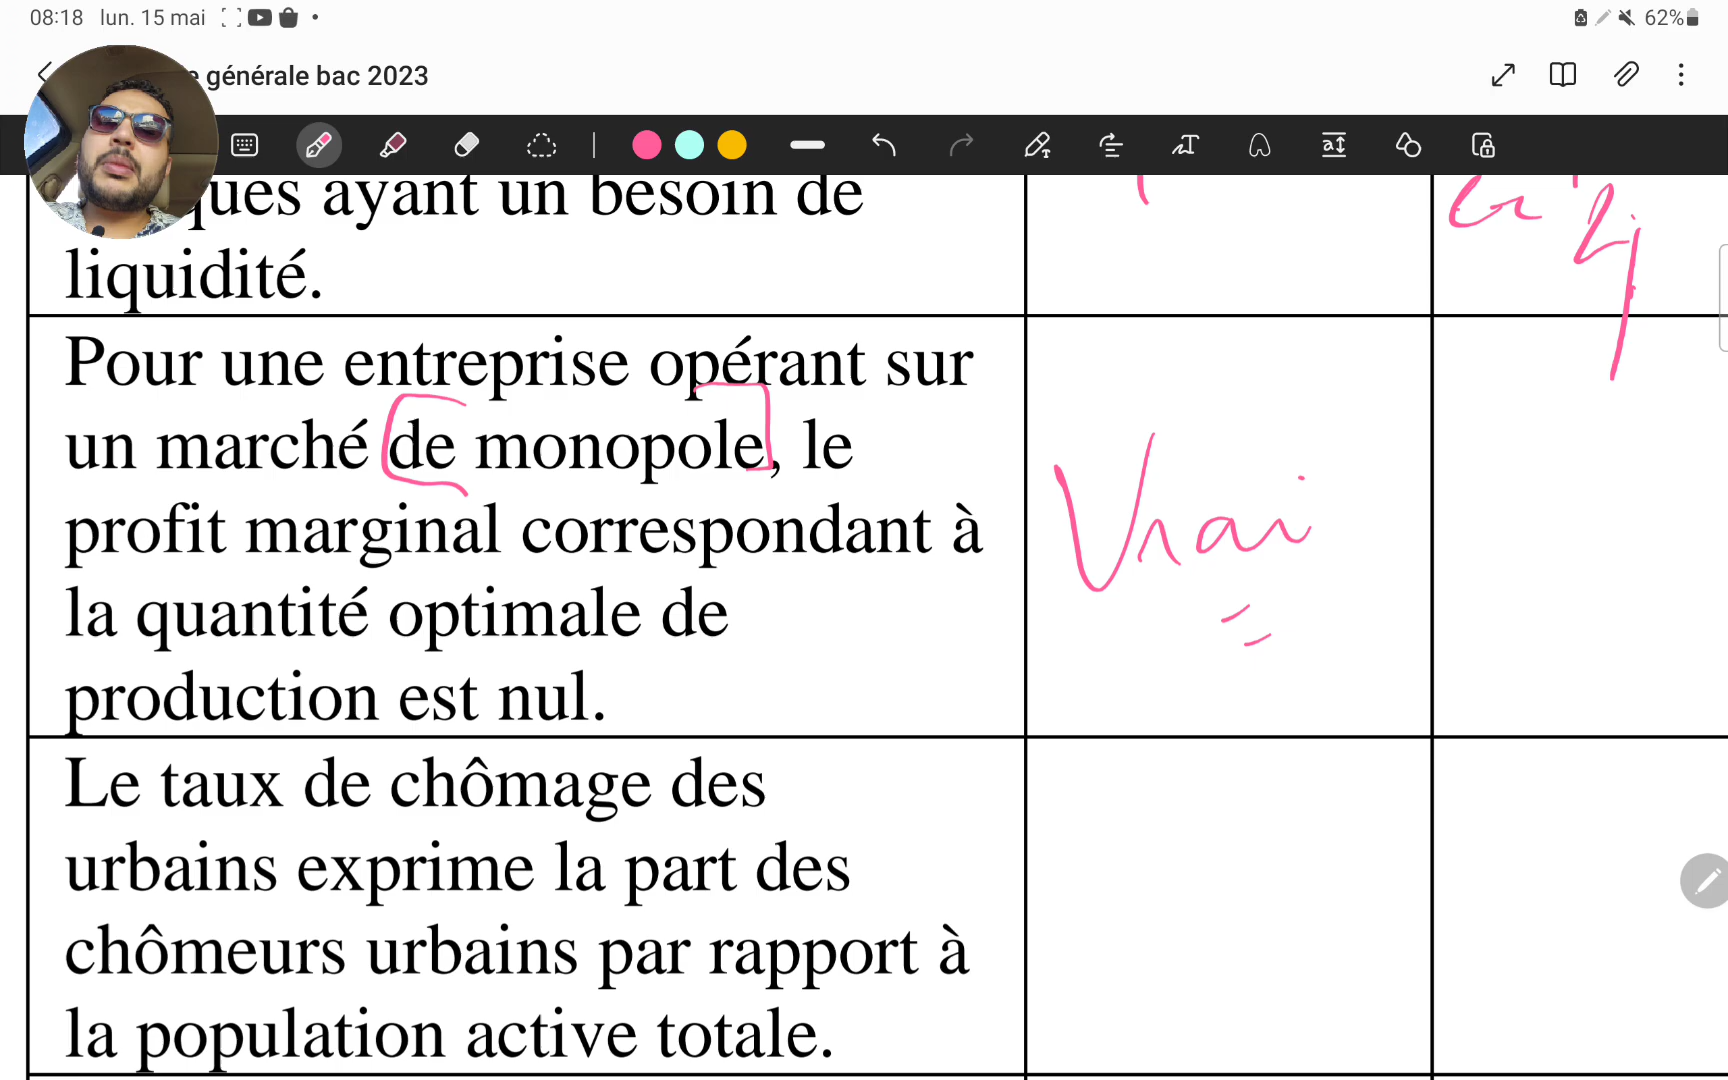 08:18 lun. 15 mai
62%
générale bac 2023
ayant un besoin de
liquidité.
Pour une entreprise opérant sur
un marché de monopole, le
profit marginal correspondant à
la quantité optimale de
production est nul.
Vrai
Le taux de chômage des
urbains exprime la part des
chômeurs urbains par rapport à
la population active totale.